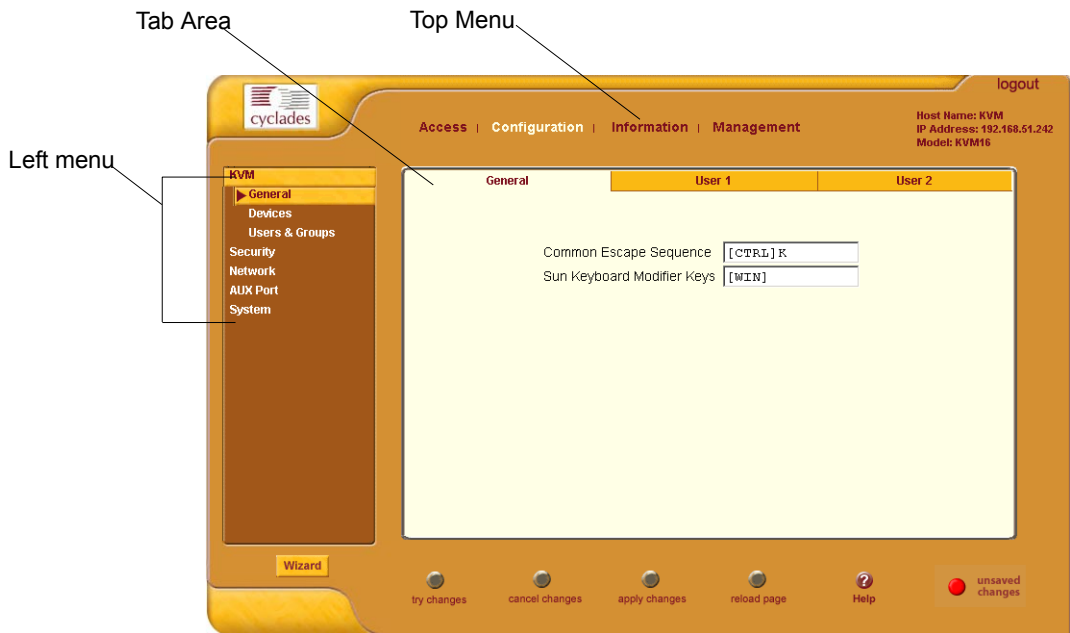 Tab Area
Top Menu
logout
cyclades
Access | Configuration | Information | Management
Host Name: KVM
IP Address: 192.168.51.242
Model: KVM16
Left menu
KVM
General
Devices
Users & Groups
Security
Network
AUX Port
System
General
User 1
User 2
Common Escape Sequence [CTRL]K
Sun Keyboard Modifier Keys [WIN]
Wizard
try changes
cancel changes
apply changes
reload page
?
Help
unsaved
changes